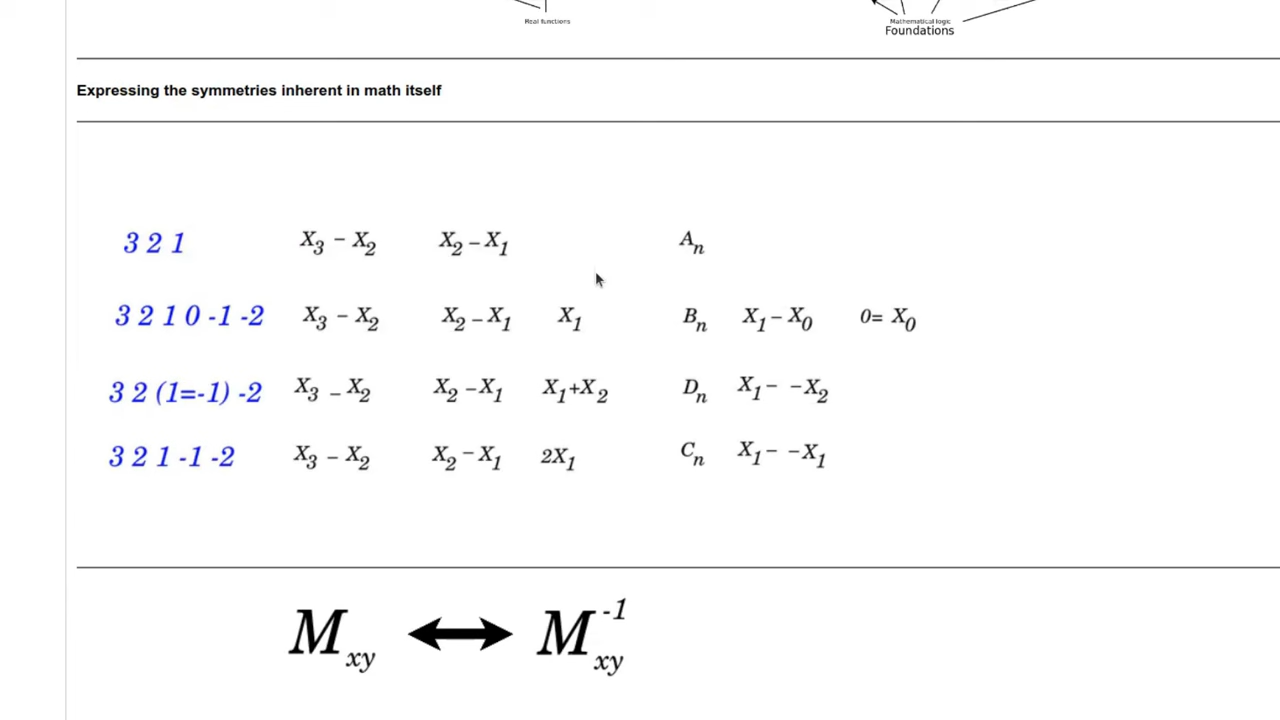 Real functions
Mathematical logic
Foundations
Expressing the symmetries inherent in math itself
3 2 1 X₃ − X₂ X₂ − X₁ Aₙ
3 2 1 0 -1 -2 X₃ − X₂ X₂ − X₁ X₁ Bₙ X₁ − X₀ 0= X₀
3 2 (1=-1) -2 X₃ − X₂ X₂ − X₁ X₁+X₂ Dₙ X₁− −X₂
3 2 1 -1 -2 X₃ − X₂ X₂ − X₁ 2X₁ Cₙ X₁− −X₁
M_xy ↔ M_xy^-1